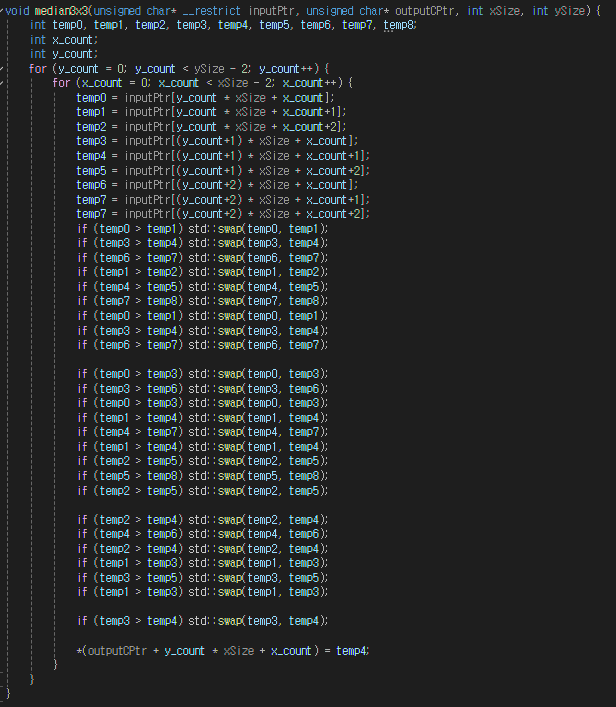 void median3x3(unsigned char* __restrict inputPtr, unsigned char* outputCPtr, int xSize, int ySize) {
int temp0, temp1, temp2, temp3, temp4, temp5, temp6, temp7, temp8;
int x_count;
int y_count;
for (y_count = 0; y_count < ySize - 2; y_count++) {
for (x_count = 0; x_count < xSize - 2; x_count++) {
temp0 = inputPtr[y_count * xSize + x_count];
temp1 = inputPtr[y_count * xSize + x_count+1];
temp2 = inputPtr[y_count * xSize + x_count+2];
temp3 = inputPtr[(y_count+1) * xSize + x_count];
temp4 = inputPtr[(y_count+1) * xSize + x_count+1];
temp5 = inputPtr[(y_count+1) * xSize + x_count+2];
temp6 = inputPtr[(y_count+2) * xSize + x_count];
temp7 = inputPtr[(y_count+2) * xSize + x_count+1];
temp7 = inputPtr[(y_count+2) * xSize + x_count+2];
if (temp0 > temp1) std::swap(temp0, temp1);
if (temp3 > temp4) std::swap(temp3, temp4);
if (temp6 > temp7) std::swap(temp6, temp7);
if (temp1 > temp2) std::swap(temp1, temp2);
if (temp4 > temp5) std::swap(temp4, temp5);
if (temp7 > temp8) std::swap(temp7, temp8);
if (temp0 > temp1) std::swap(temp0, temp1);
if (temp3 > temp4) std::swap(temp3, temp4);
if (temp6 > temp7) std::swap(temp6, temp7);
if (temp0 > temp3) std::swap(temp0, temp3);
if (temp3 > temp6) std::swap(temp3, temp6);
if (temp0 > temp3) std::swap(temp0, temp3);
if (temp1 > temp4) std::swap(temp1, temp4);
if (temp4 > temp7) std::swap(temp4, temp7);
if (temp1 > temp4) std::swap(temp1, temp4);
if (temp2 > temp5) std::swap(temp2, temp5);
if (temp5 > temp8) std::swap(temp5, temp8);
if (temp2 > temp5) std::swap(temp2, temp5);
if (temp2 > temp4) std::swap(temp2, temp4);
if (temp4 > temp6) std::swap(temp4, temp6);
if (temp2 > temp4) std::swap(temp2, temp4);
if (temp1 > temp3) std::swap(temp1, temp3);
if (temp3 > temp5) std::swap(temp3, temp5);
if (temp1 > temp3) std::swap(temp1, temp3);
if (temp3 > temp4) std::swap(temp3, temp4);
*(outputCPtr + y_count * xSize + x_count) = temp4;
}
}
}